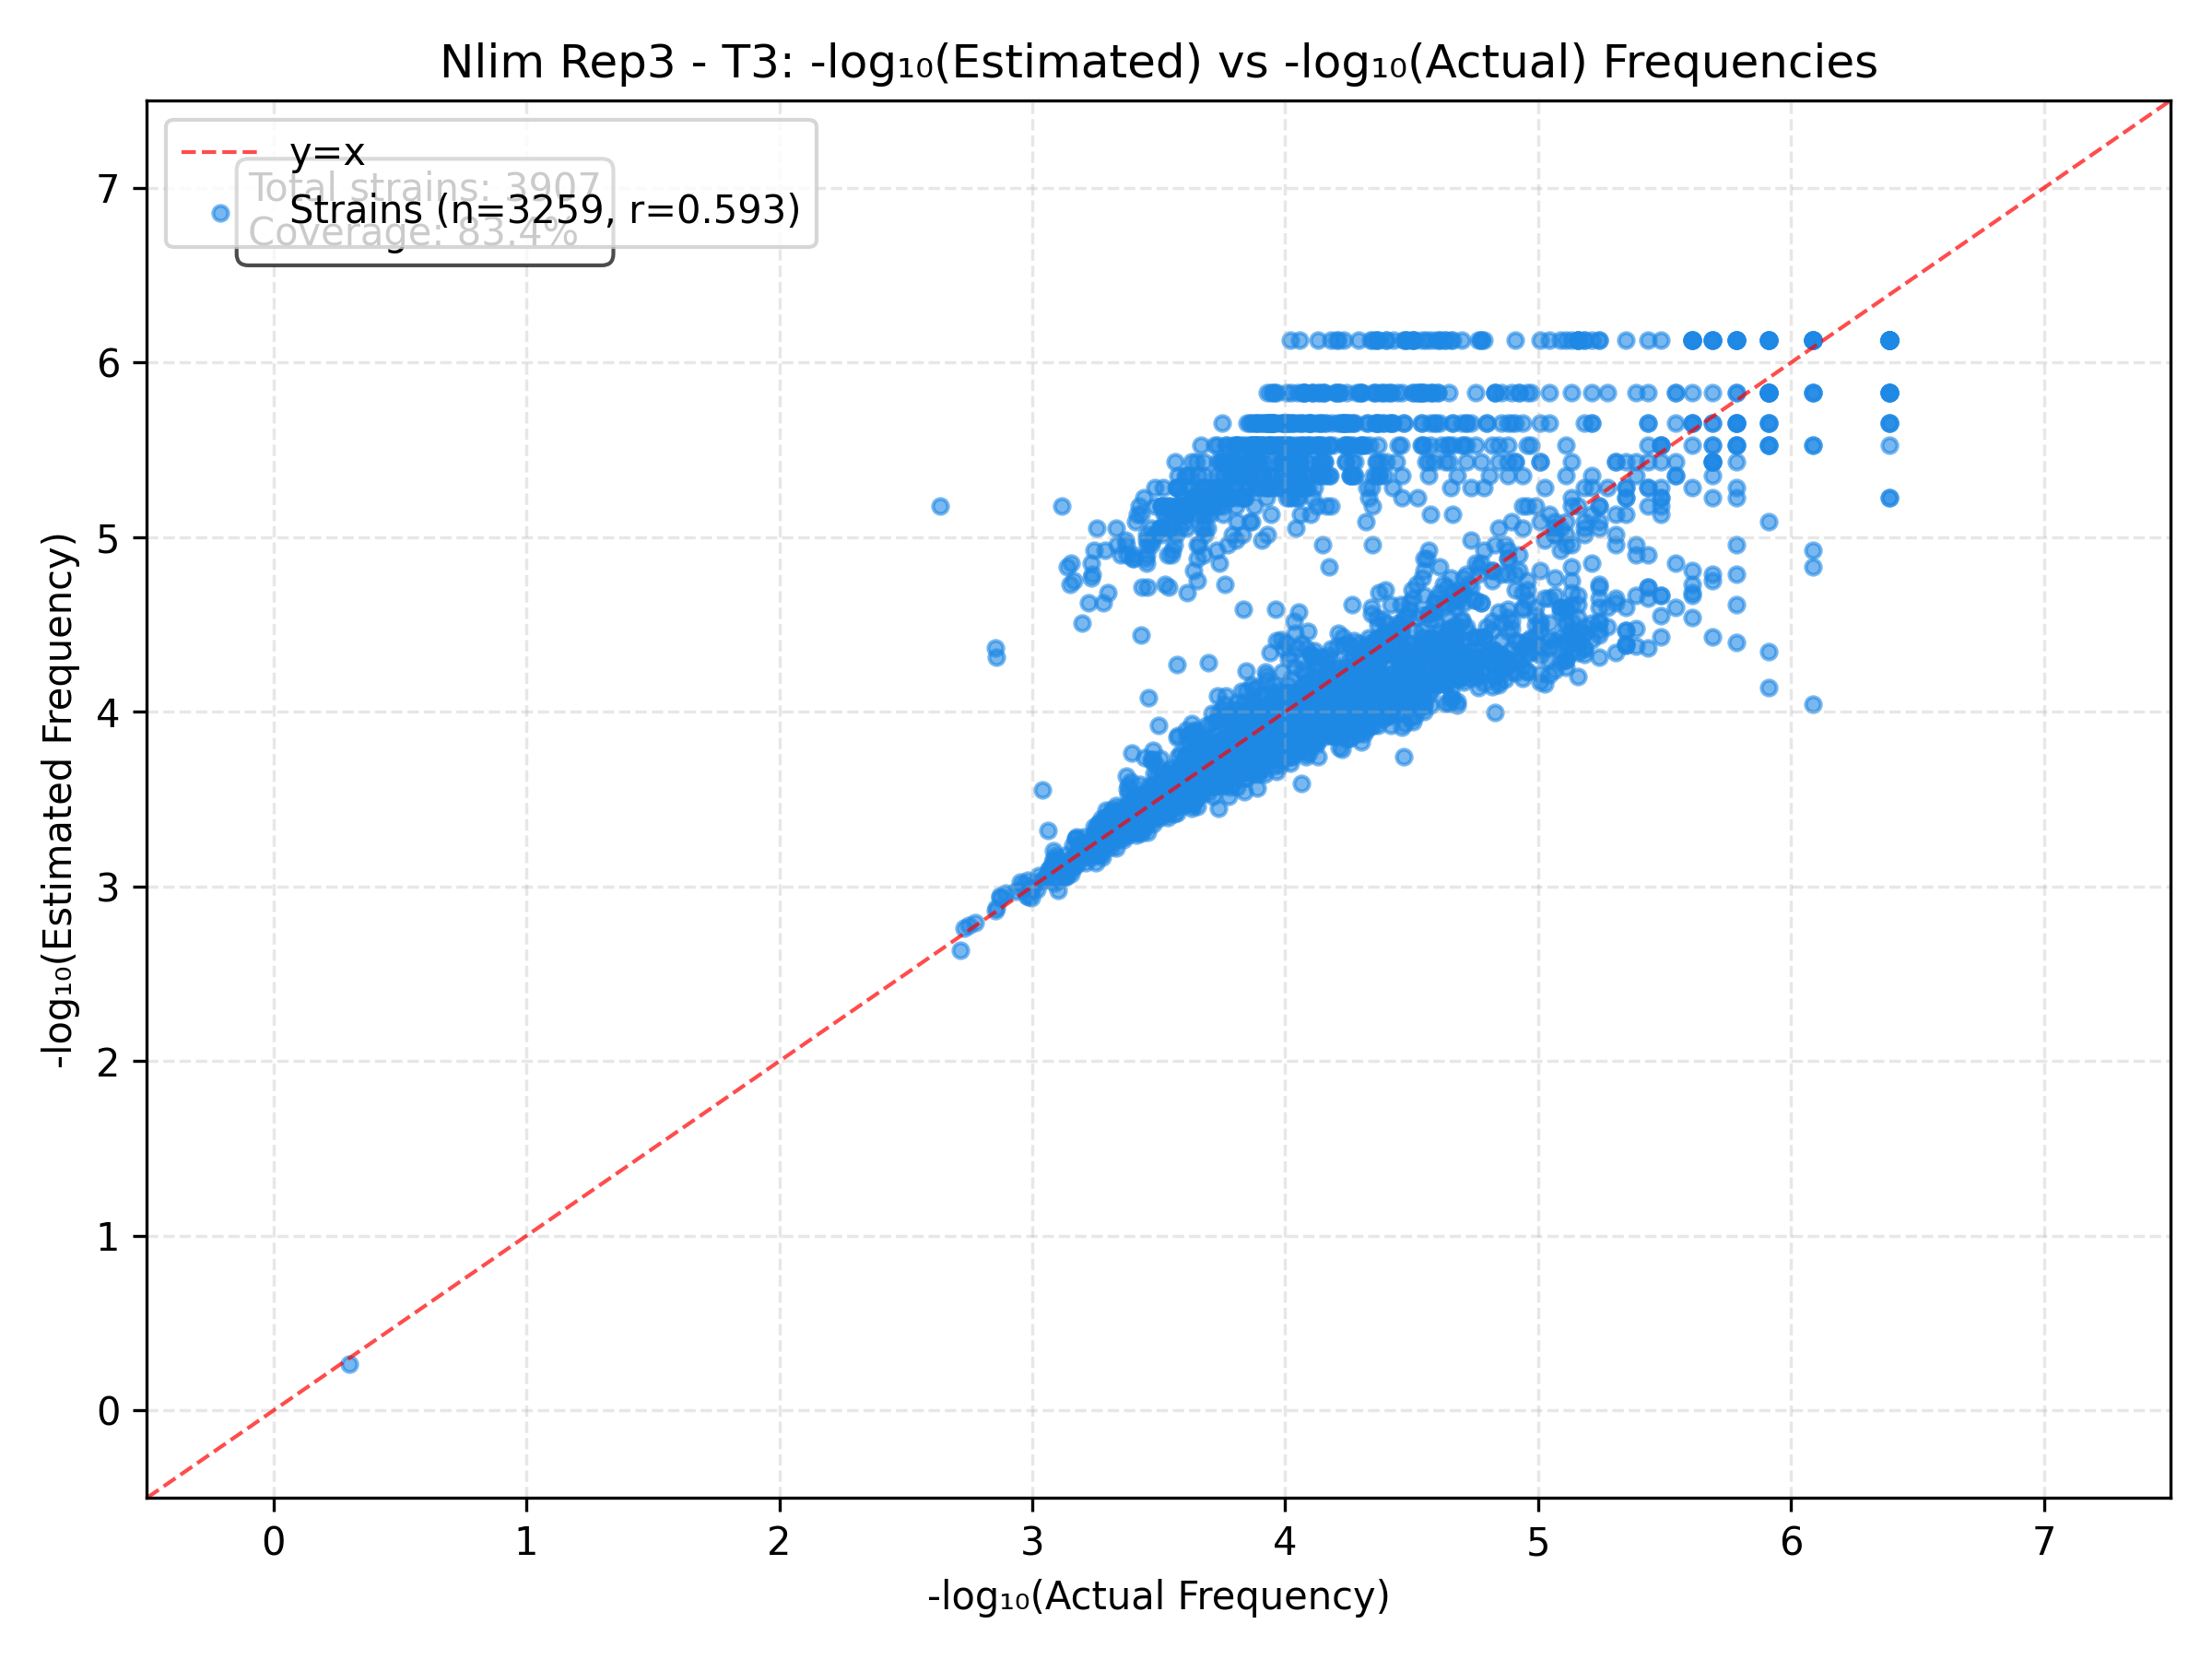 Nlim Rep3 - T3: -log₁₀(Estimated) vs -log₁₀(Actual) Frequencies
y=x
Total strains: 3907
Strains (n=3259, r=0.593)
Coverage: 83.4%
7
6
5
4
3
2
1
0
-log₁₀(Estimated Frequency)
0 1 2 3 4 5 6 7
-log₁₀(Actual Frequency)